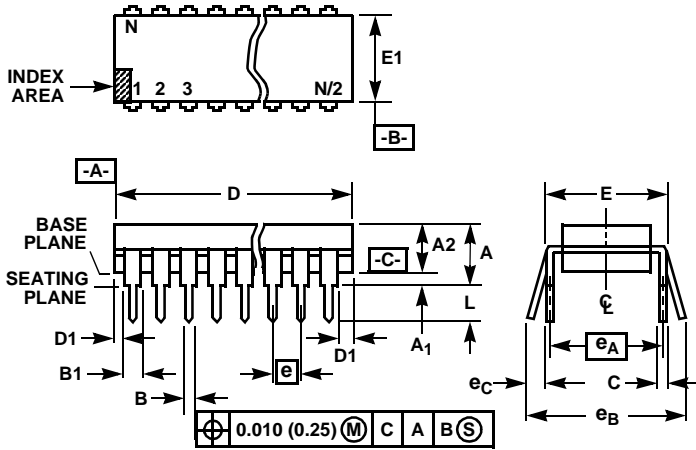 N
E1
INDEX
AREA
1 2 3 N/2
-B-
-A-
D
E
BASE
PLANE
A2
A
-C-
SEATING
PLANE
L
C̲L
D1
A1
D1
e
eA
B1
eC
C
B
eB
0.010 (0.25) Ⓜ C A B Ⓢ